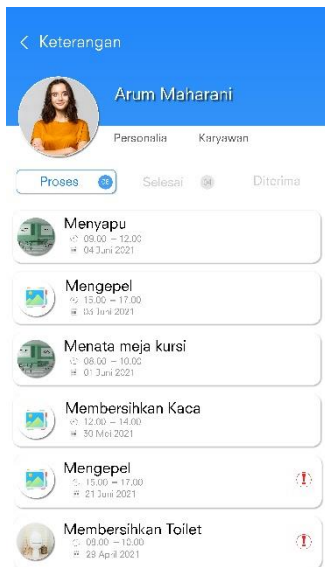 Keterangan
Arum Maharani
Personalia Karyawan
Proses Selesai 04 Diterima
Menyapu
09.00 – 12.00
04 Juni 2021
Mengepel
15.00 – 17.00
03 Juni 2021
Menata meja kursi
08.00 – 10.00
01 Juni 2021
Membersihkan Kaca
12.00 – 14.00
30 Mei 2021
Mengepel
15.00 – 17.00
21 Juni 2021
Membersihkan Toilet
08.00 – 10.00
29 April 2021